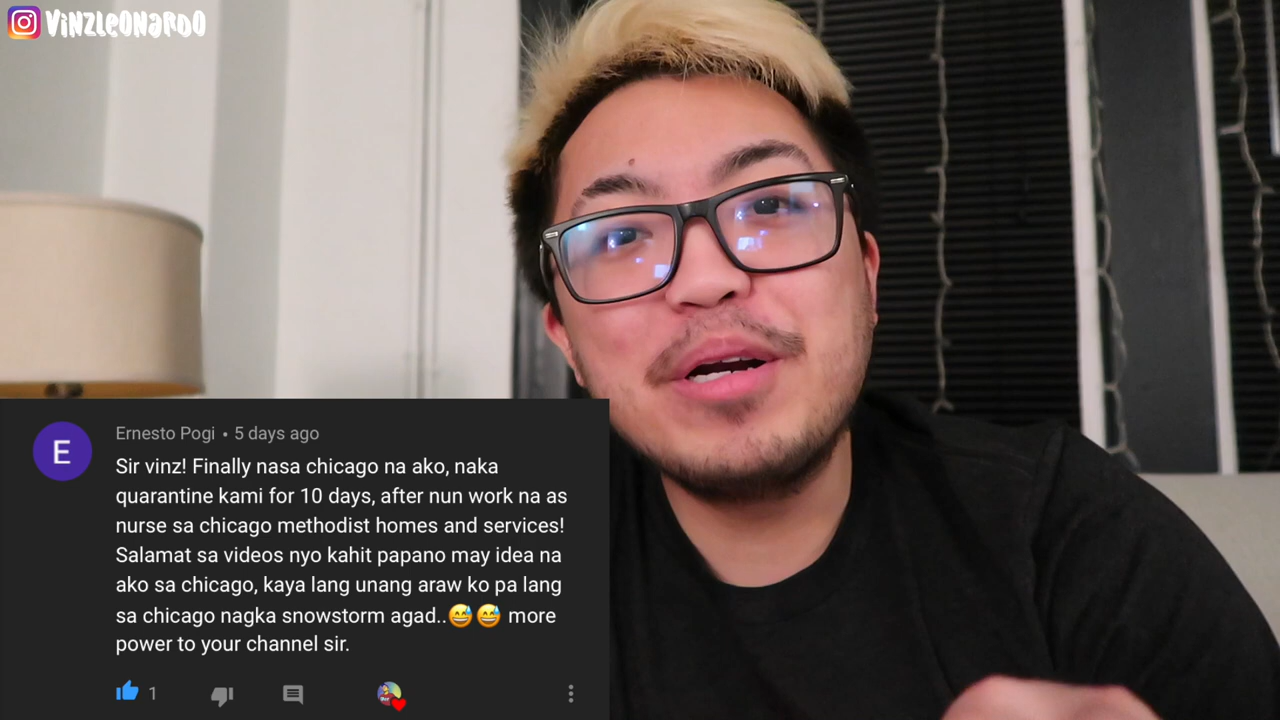 VINZLEONARDO
Ernesto Pogi • 5 days ago
Sir vinz! Finally nasa chicago na ako, naka
quarantine kami for 10 days, after nun work na as
nurse sa chicago methodist homes and services!
Salamat sa videos nyo kahit papano may idea na
ako sa chicago, kaya lang unang araw ko pa lang
sa chicago nagka snowstorm agad..😅😅 more
power to your channel sir.
E
1